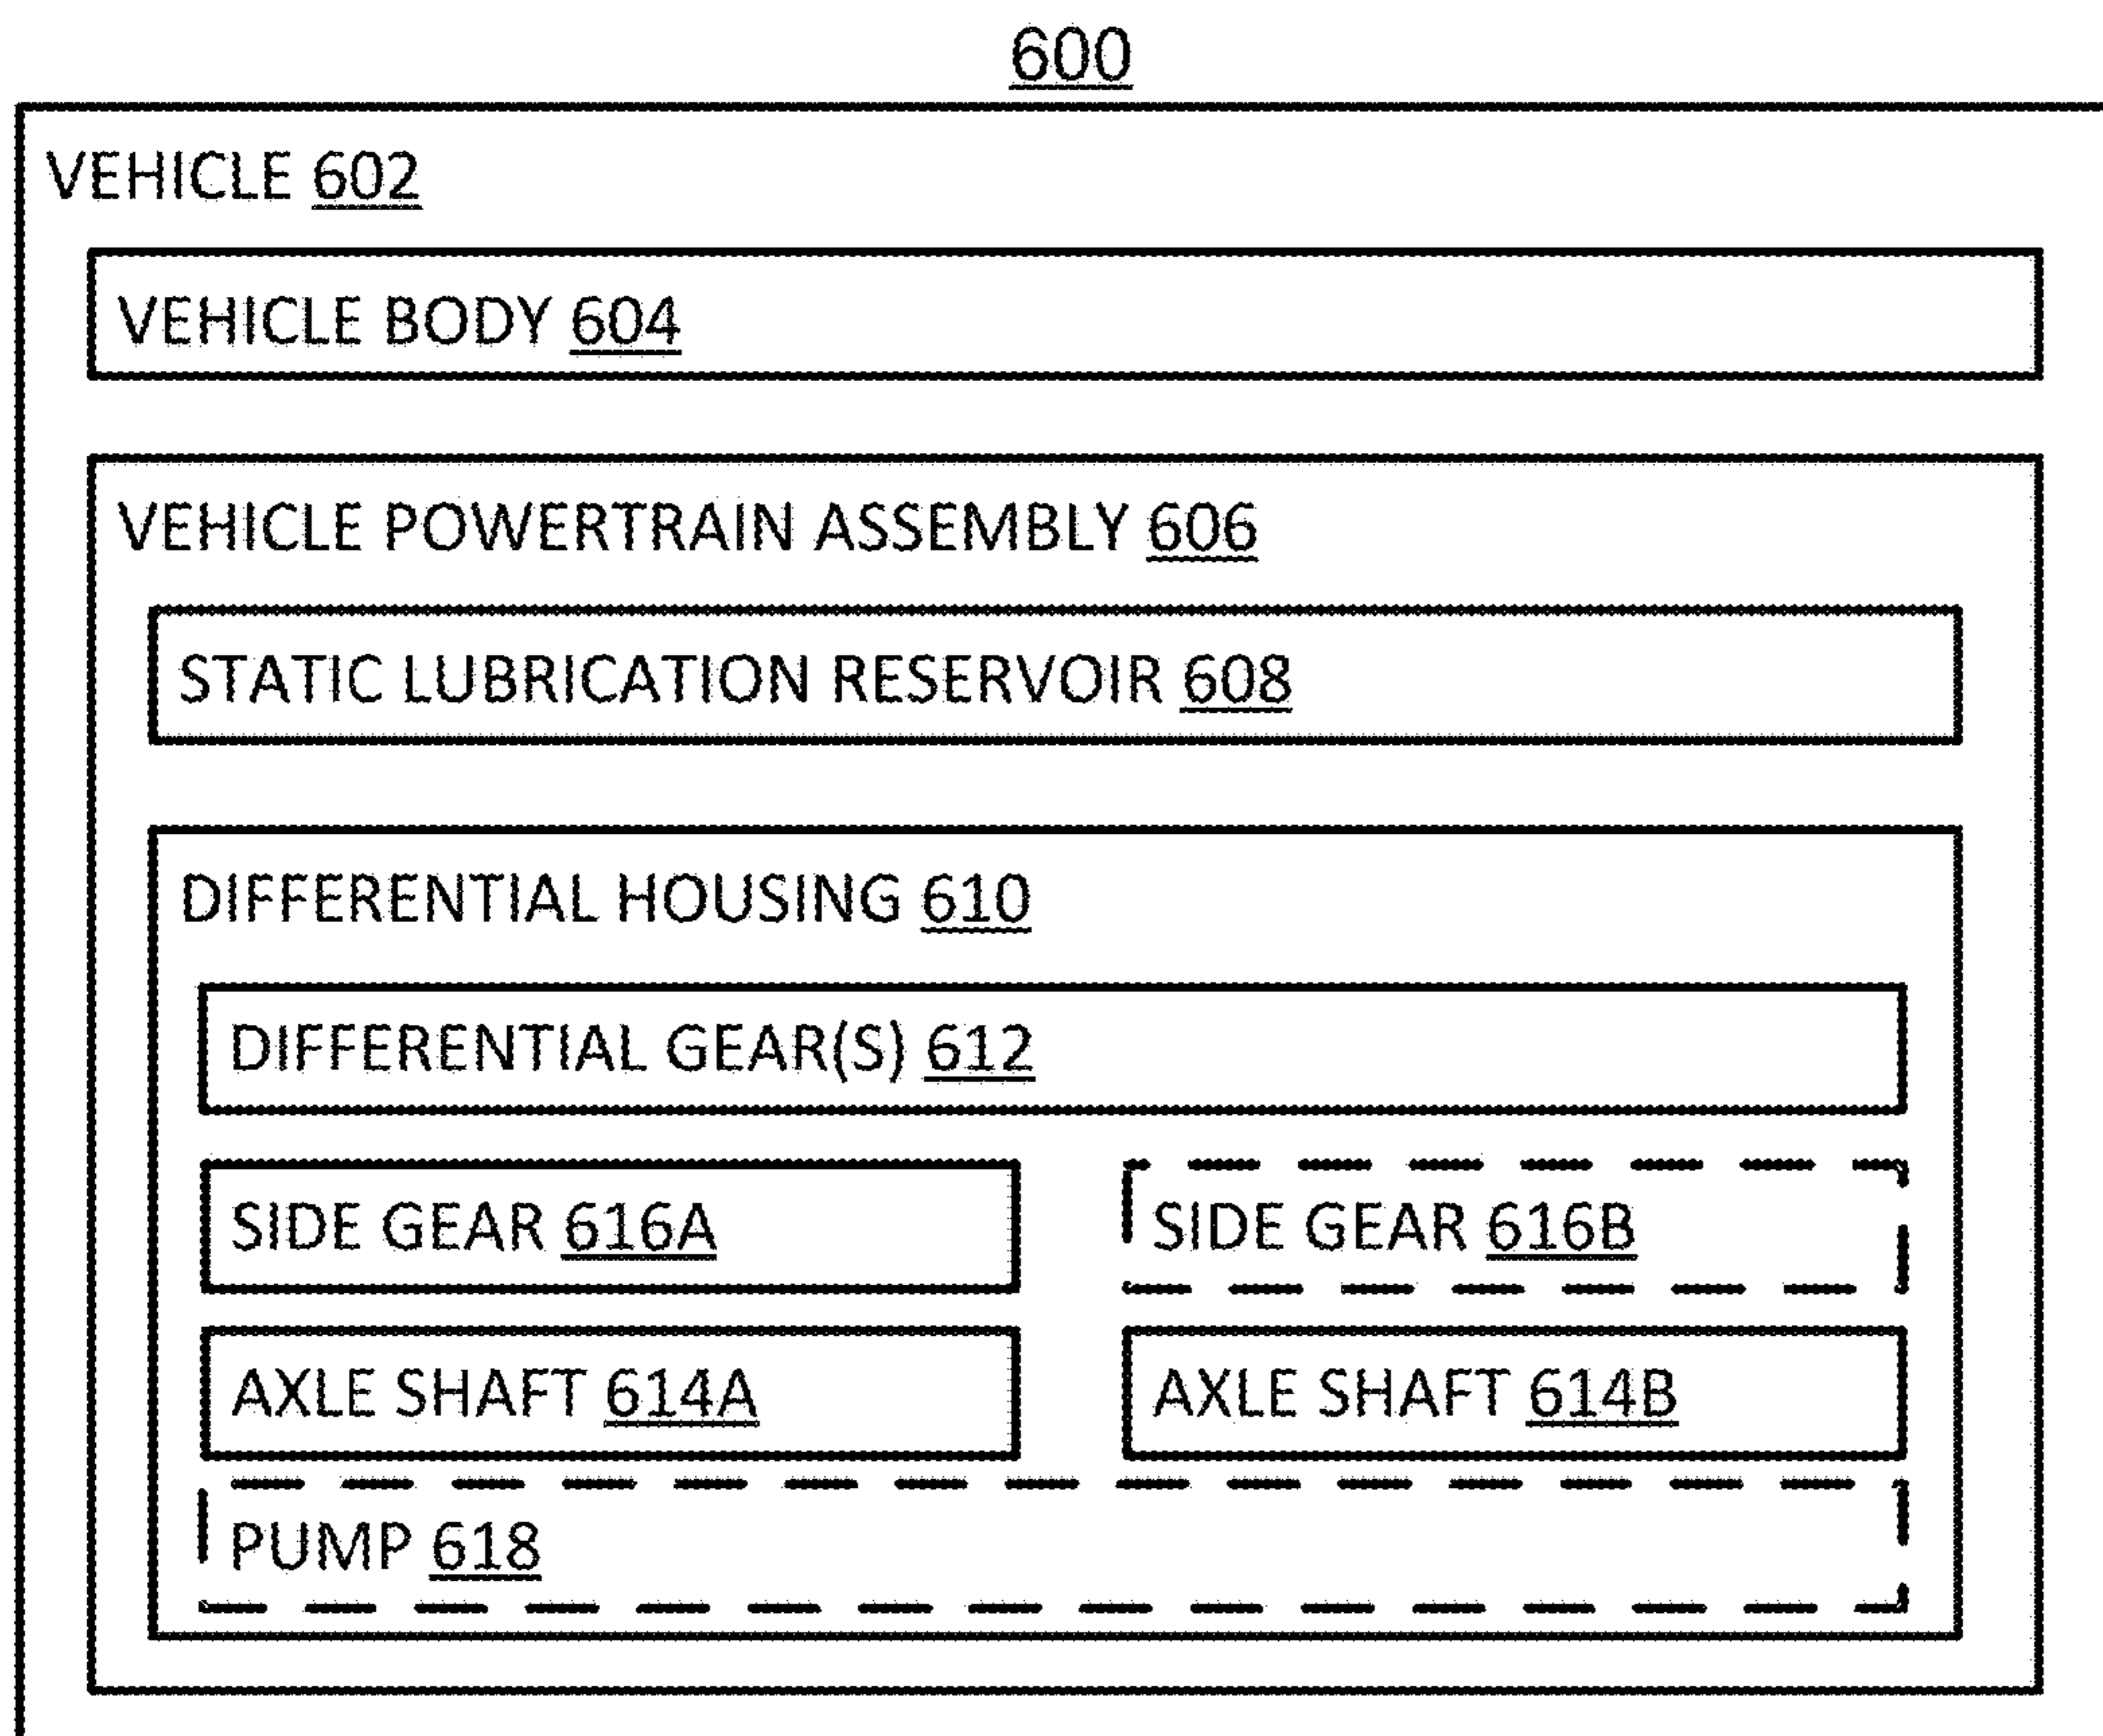 600
VEHICLE 602
VEHICLE BODY 604
VEHICLE POWERTRAIN ASSEMBLY 606
STATIC LUBRICATION RESERVOIR 608
DIFFERENTIAL HOUSING 610
DIFFERENTIAL GEAR(S) 612
SIDE GEAR 616A
SIDE GEAR 616B
AXLE SHAFT 614A
AXLE SHAFT 614B
PUMP 618